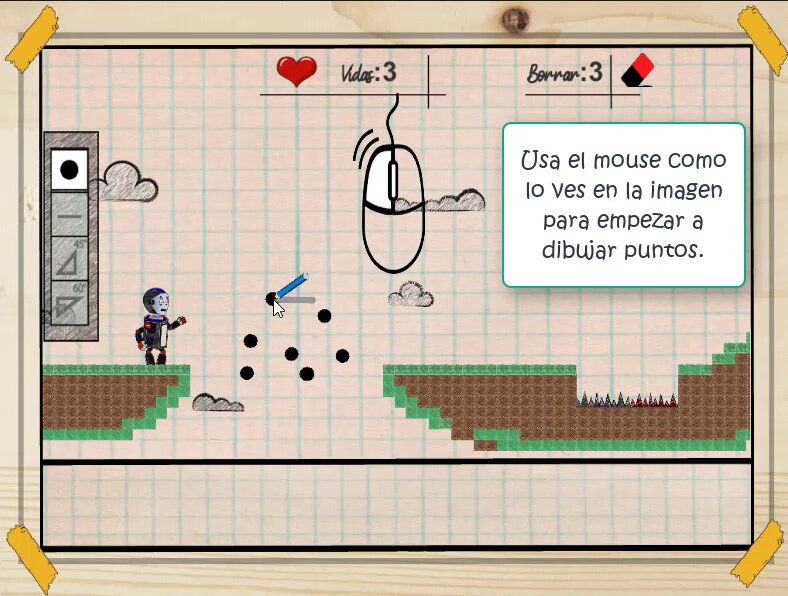 Vidas:3
Borrar:3
45°
60°
Usa el mouse como
lo ves en la imagen
para empezar a
dibujar puntos.